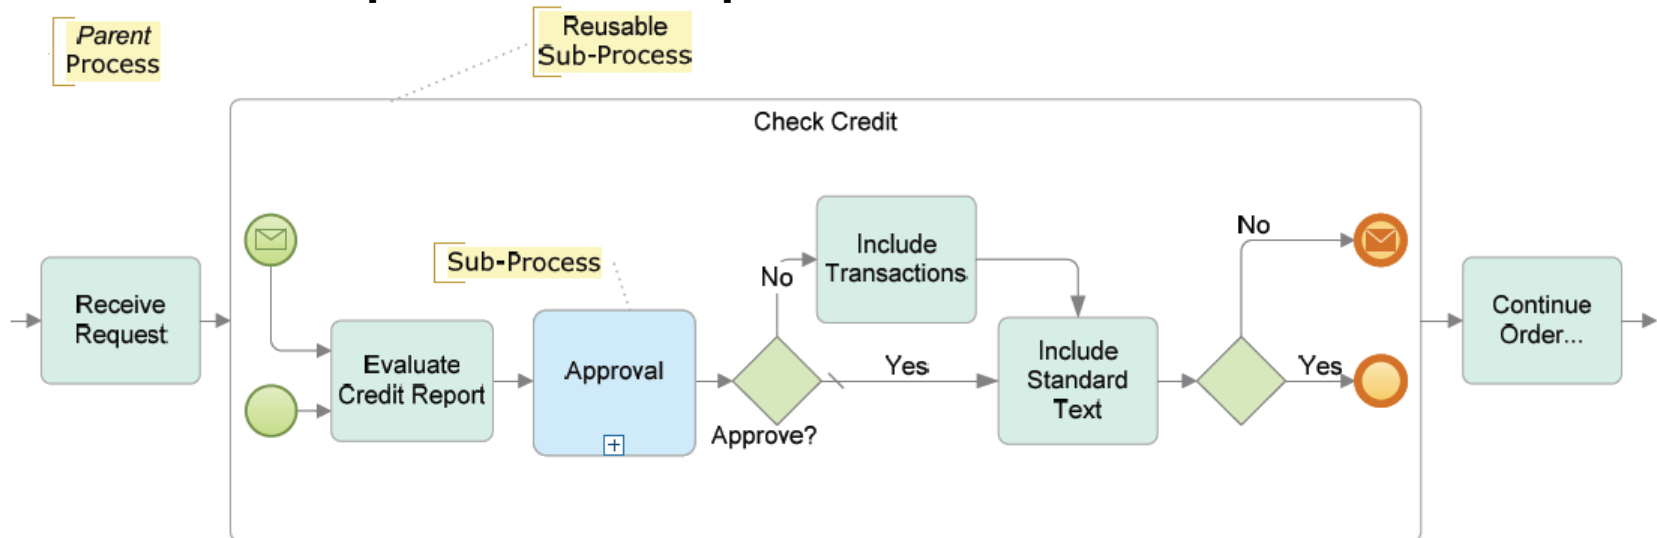 Parent
Process
Reusable
Sub-Process
Check Credit
Receive
Request
Sub-Process
Evaluate
Credit Report
Approval
No
Approve?
Include
Transactions
Yes
Include
Standard
Text
No
Yes
Continue
Order...